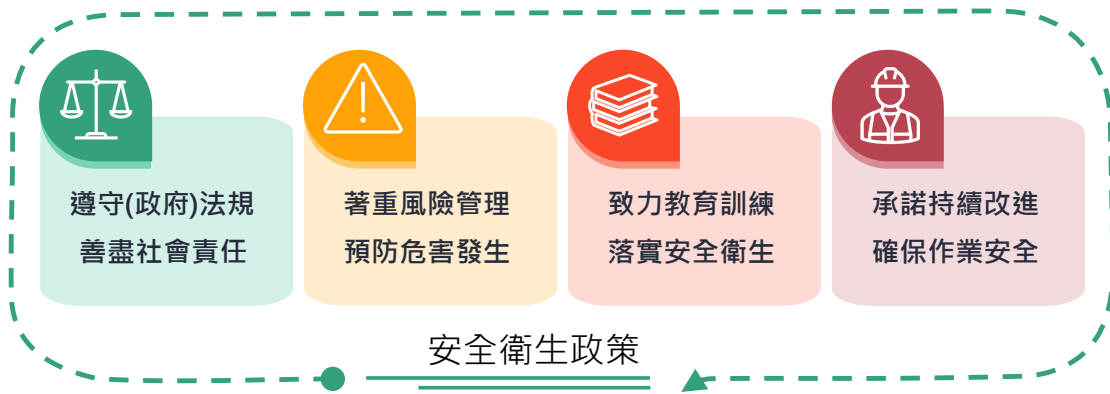 遵守(政府)法規
善盡社會責任
著重風險管理
預防危害發生
致力教育訓練
落實安全衛生
承諾持續改進
確保作業安全
安全衛生政策